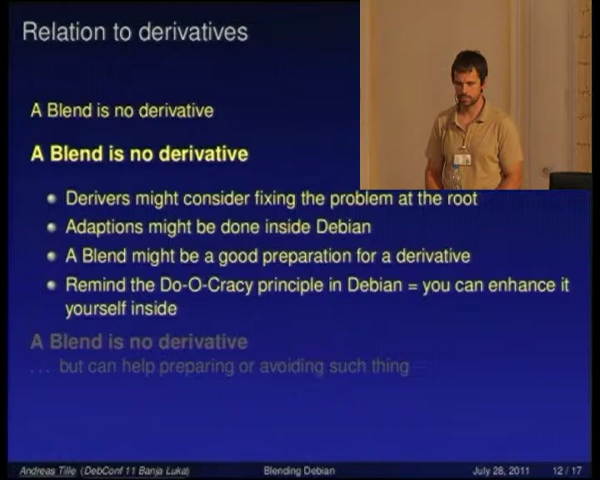 Relation to derivatives
A Blend is no derivative
A Blend is no derivative
Derivers might consider fixing the problem at the root
Adaptions might be done inside Debian
A Blend might be a good preparation for a derivative
Remind the Do-O-Cracy principle in Debian = you can enhance it
yourself inside
A Blend is no derivative
... but can help preparing or avoiding such thing
Andreas Tille (DebConf 11 Banja Luka) Blending Debian July 28, 2011 12 / 17